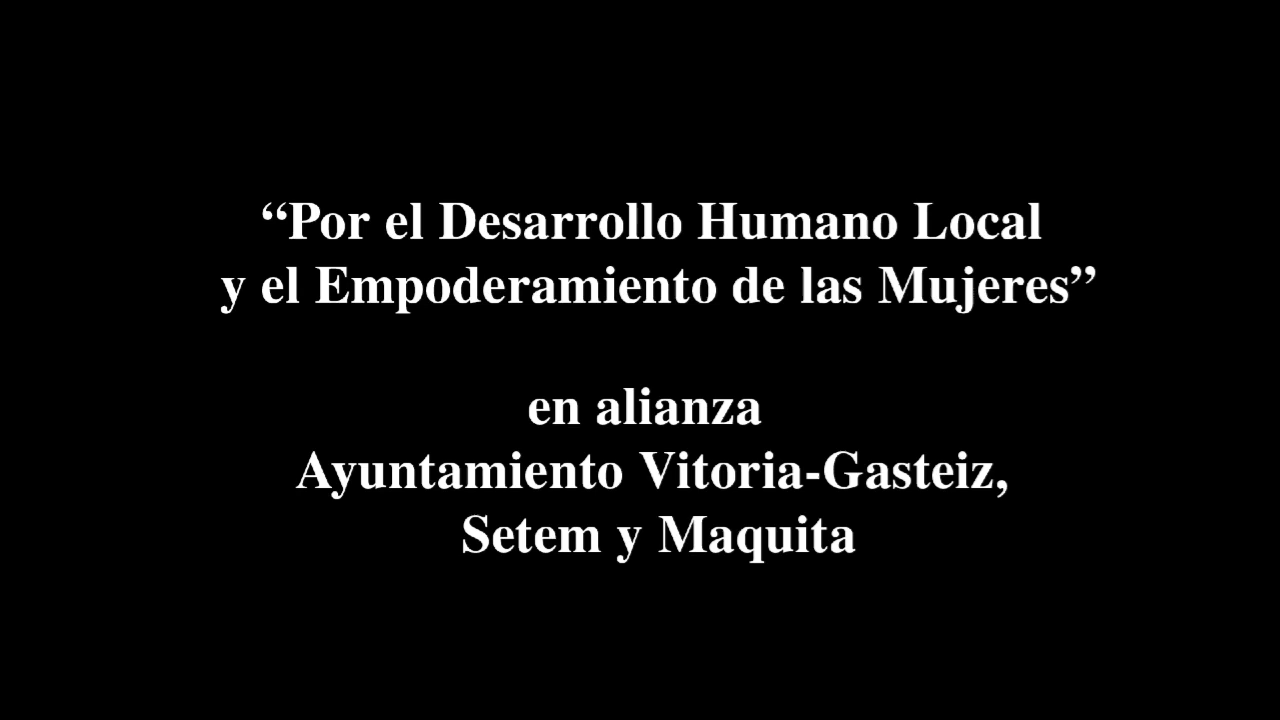 “Por el Desarrollo Humano Local
y el Empoderamiento de las Mujeres”
en alianza
Ayuntamiento Vitoria-Gasteiz,
Setem y Maquita